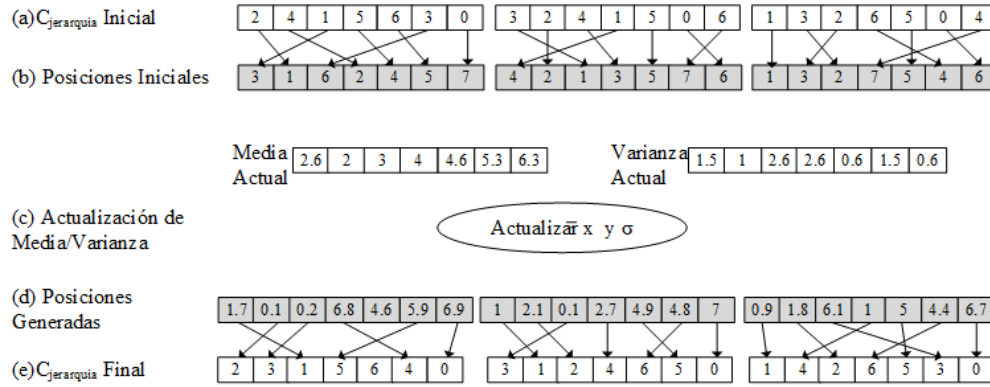 (a)Cjerarquia Inicial 2 4 1 5 6 3 0 3 2 4 1 5 0 6 1 3 2 6 5 0 4
(b) Posiciones Iniciales 3 1 6 2 4 5 7 4 2 1 3 5 7 6 1 3 2 7 5 4 6
Media Actual 2.6 2 3 4 4.6 5.3 6.3
Varianza Actual 1.5 1 2.6 2.6 0.6 1.5 0.6
(c) Actualización de
Media/Varianza
Actualizar x̄ y σ
(d) Posiciones
Generadas
1.7 0.1 0.2 6.8 4.6 5.9 6.9 1 2.1 0.1 2.7 4.9 4.8 7 0.9 1.8 6.1 1 5 4.4 6.7
(e)Cjerarquia Final 2 3 1 5 6 4 0 3 1 2 4 6 5 0 1 4 2 6 5 3 0